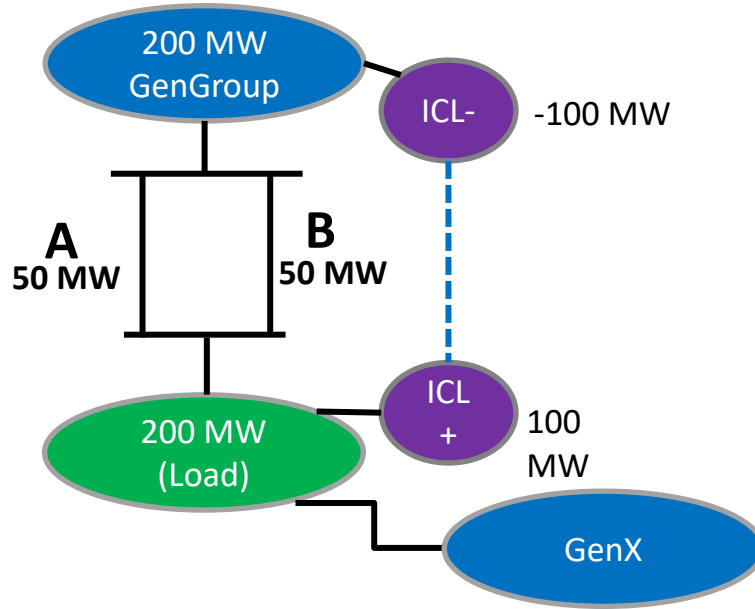 200 MW
GenGroup
ICL-
-100 MW
A
50 MW
B
50 MW
ICL
+
100
MW
200 MW
(Load)
GenX